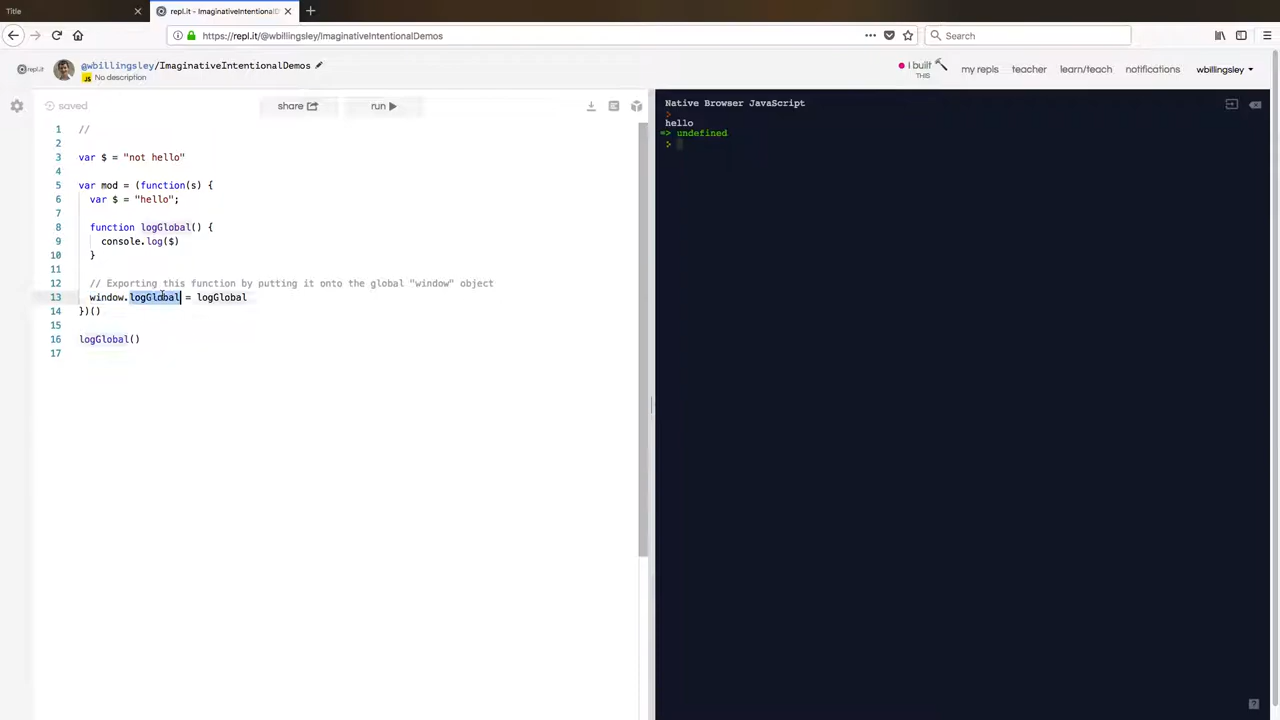 Title
repl.it - ImaginativeIntentionalD
https://repl.it/@wbillingsley/ImaginativeIntentionalDemos
Search
repl.it
@wbillingsley/ImaginativeIntentionalDemos
No description
I built
THIS
my repls
teacher
learn/teach
notifications
wbillingsley
saved
share
run
1 //
2
3 var $ = "not hello"
4
5 var mod = (function(s) {
6 var $ = "hello";
7
8 function logGlobal() {
9 console.log($)
10 }
11
12 // Exporting this function by putting it onto the global "window" object
13 window.logGlobal = logGlobal
14 })()
15
16 logGlobal()
17
Native Browser JavaScript
>
hello
=> undefined
>